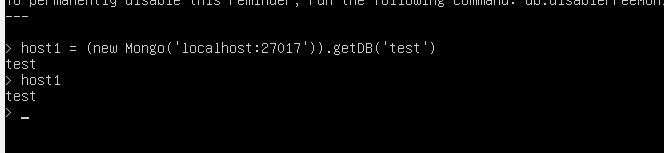 To permanently disable this reminder, run the following command: db.disableFreeMoni
---
> host1 = (new Mongo('localhost:27017')).getDB('test')
test
> host1
test
> _